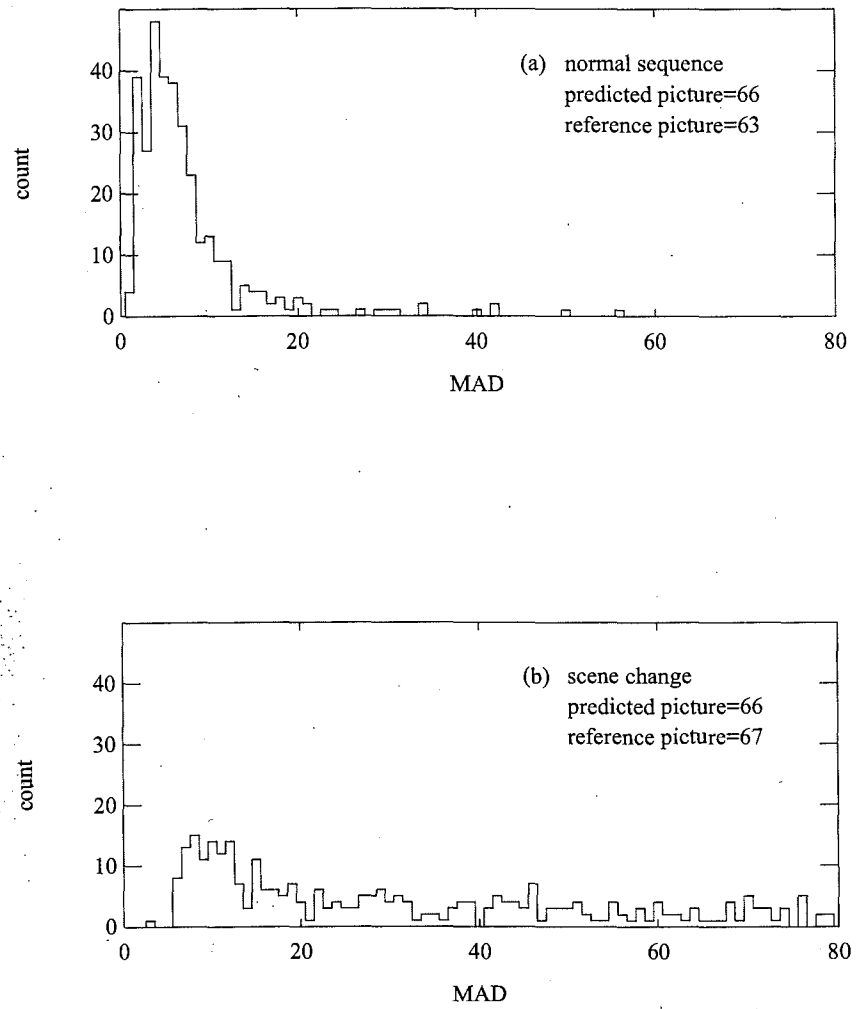 40
30
20
10
0
count
(a) normal sequence
predicted picture=66
reference picture=63
0 20 40 60 80
MAD
40
30
20
10
0
count
(b) scene change
predicted picture=66
reference picture=67
0 20 40 60 80
MAD